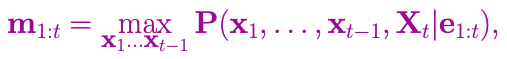 𝐦₁:ₜ = max 𝐱₁...𝐱ₜ₋₁ 𝐏(𝐱₁, . . . , 𝐱ₜ₋₁, 𝐗ₜ|𝐞₁:ₜ),